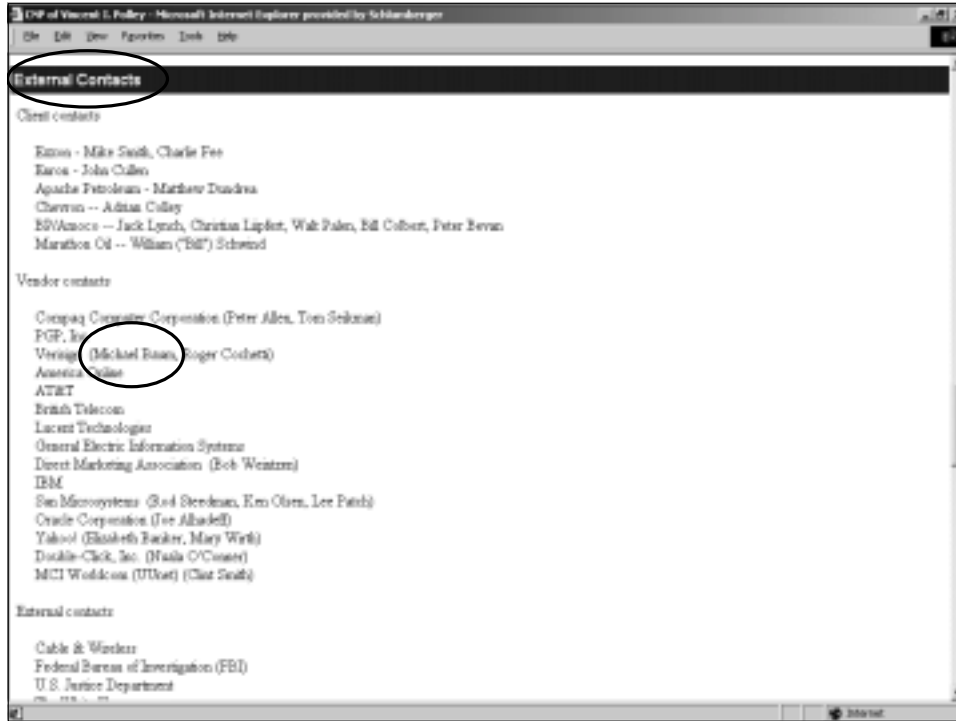 CNP of Vincent I. Polley - Microsoft Internet Explorer provided by Schlumberger
File Edit View Favorites Tools Help
External Contacts
Client contacts
Exxon - Mike Smith, Charlie Fee
Enron - John Cullen
Apache Petroleum - Matthew Dundrea
Chevron -- Adrian Colley
BP/Amoco -- Jack Lynch, Christian Lipfert, Walt Palen, Bill Colbert, Peter Bevan
Marathon Oil -- William ("Bill") Schwind
Vendor contacts
Compaq Computer Corporation (Peter Allen, Tom Seikman)
PGP, Inc
Verisign (Michael Baum, Roger Cochetti)
America Online
AT&T
British Telecom
Lucent Technologies
General Electric Information Systems
Direct Marketing Association (Bob Weintzen)
IBM
Sun Microsystems (Rod Steedman, Ken Olsen, Lee Patch)
Oracle Corporation (Joe Alhadeff)
Yahoo! (Elizabeth Banker, Mary Wirth)
Double-Click, Inc. (Nuala O'Conner)
MCI Worldcom (UUnet) (Clint Smith)
External contacts
Cable & Wireless
Federal Bureau of Investigation (FBI)
U.S. Justice Department
Internet